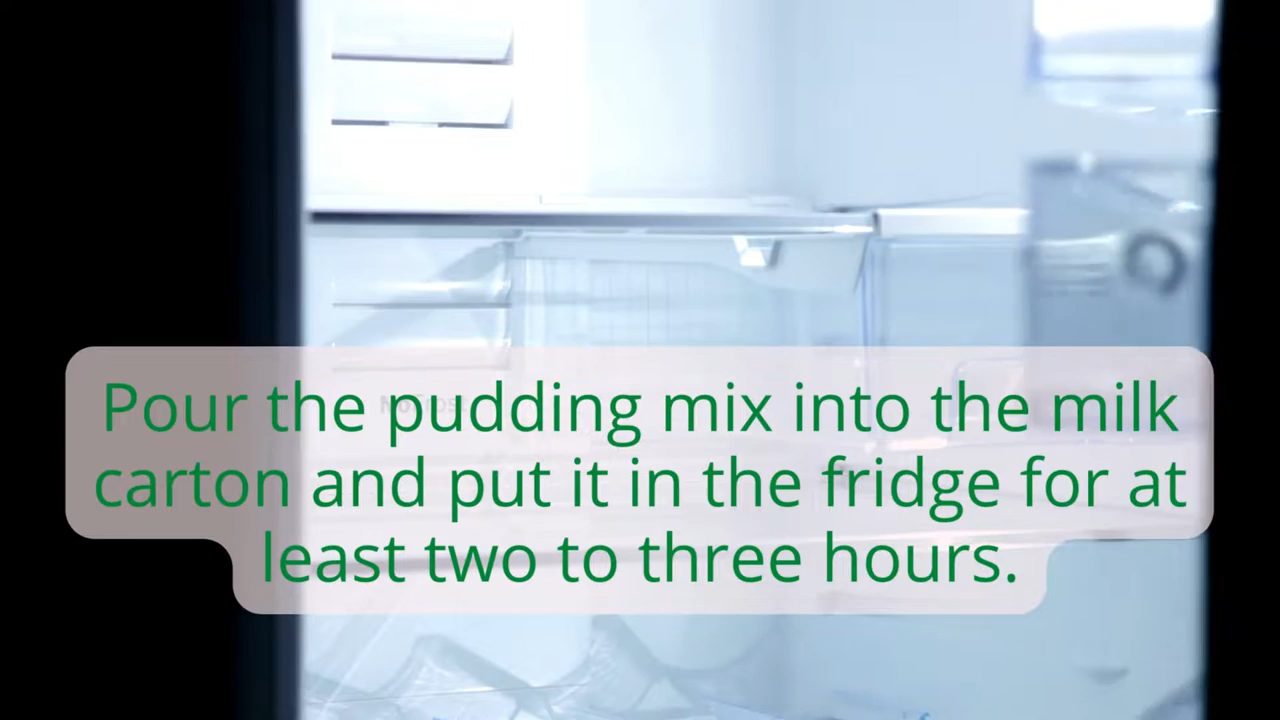 Pour the pudding mix into the milk
carton and put it in the fridge for at
least two to three hours.
NoFrost